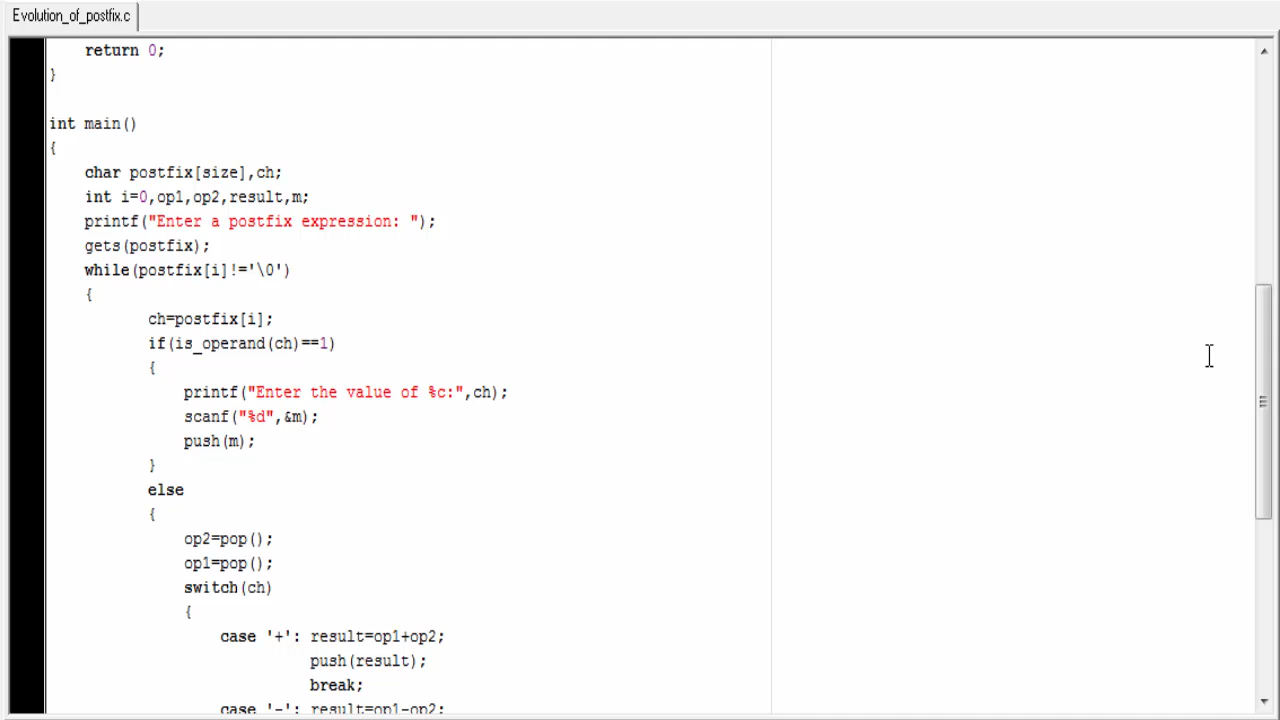 Evolution_of_postfix.c
return 0;
}
int main()
{
char postfix[size],ch;
int i=0,op1,op2,result,m;
printf("Enter a postfix expression: ");
gets(postfix);
while(postfix[i]!='\0')
{
ch=postfix[i];
if(is_operand(ch)==1)
{
printf("Enter the value of %c:",ch);
scanf("%d",&m);
push(m);
}
else
{
op2=pop();
op1=pop();
switch(ch)
{
case '+': result=op1+op2;
push(result);
break;
case '-': result=op1-op2;